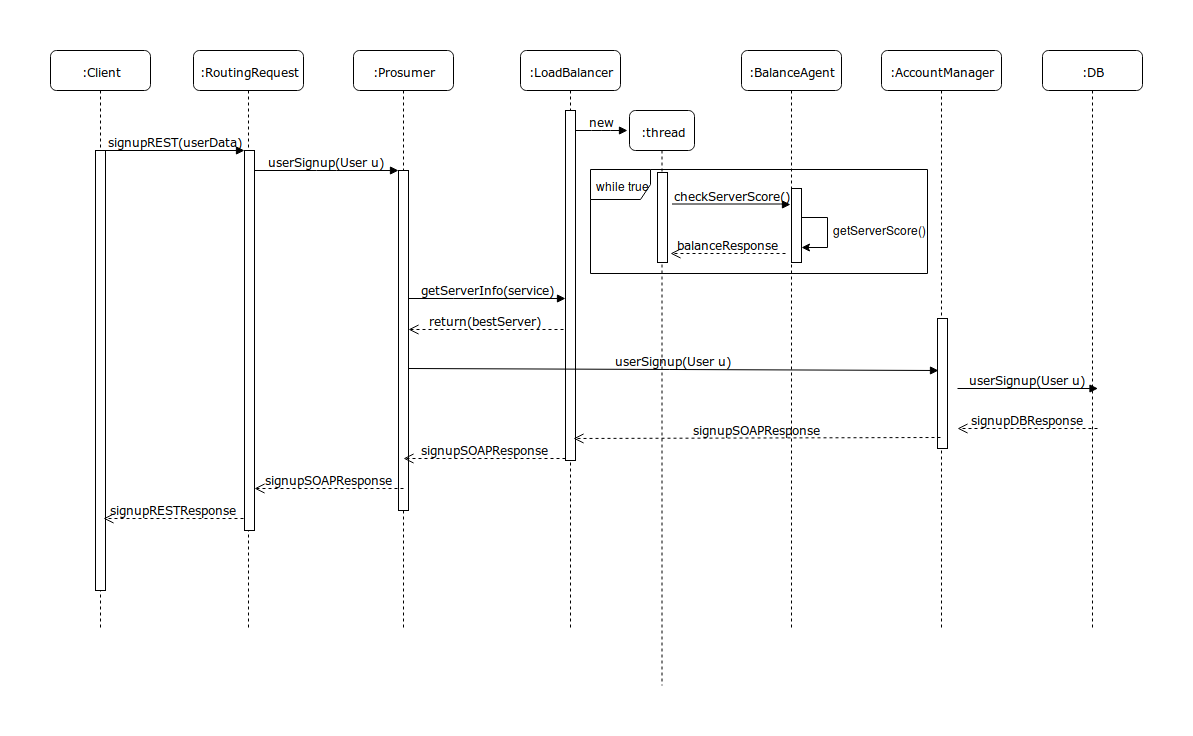 :Client
:RoutingRequest
:Prosumer
:LoadBalancer
:BalanceAgent
:AccountManager
:DB
new
:thread
signupREST(userData)
userSignup(User u)
while true
checkServerScore()
getServerScore()
balanceResponse
getServerInfo(service)
return(bestServer)
userSignup(User u)
userSignup(User u)
signupDBResponse
signupSOAPResponse
signupSOAPResponse
signupSOAPResponse
signupRESTResponse